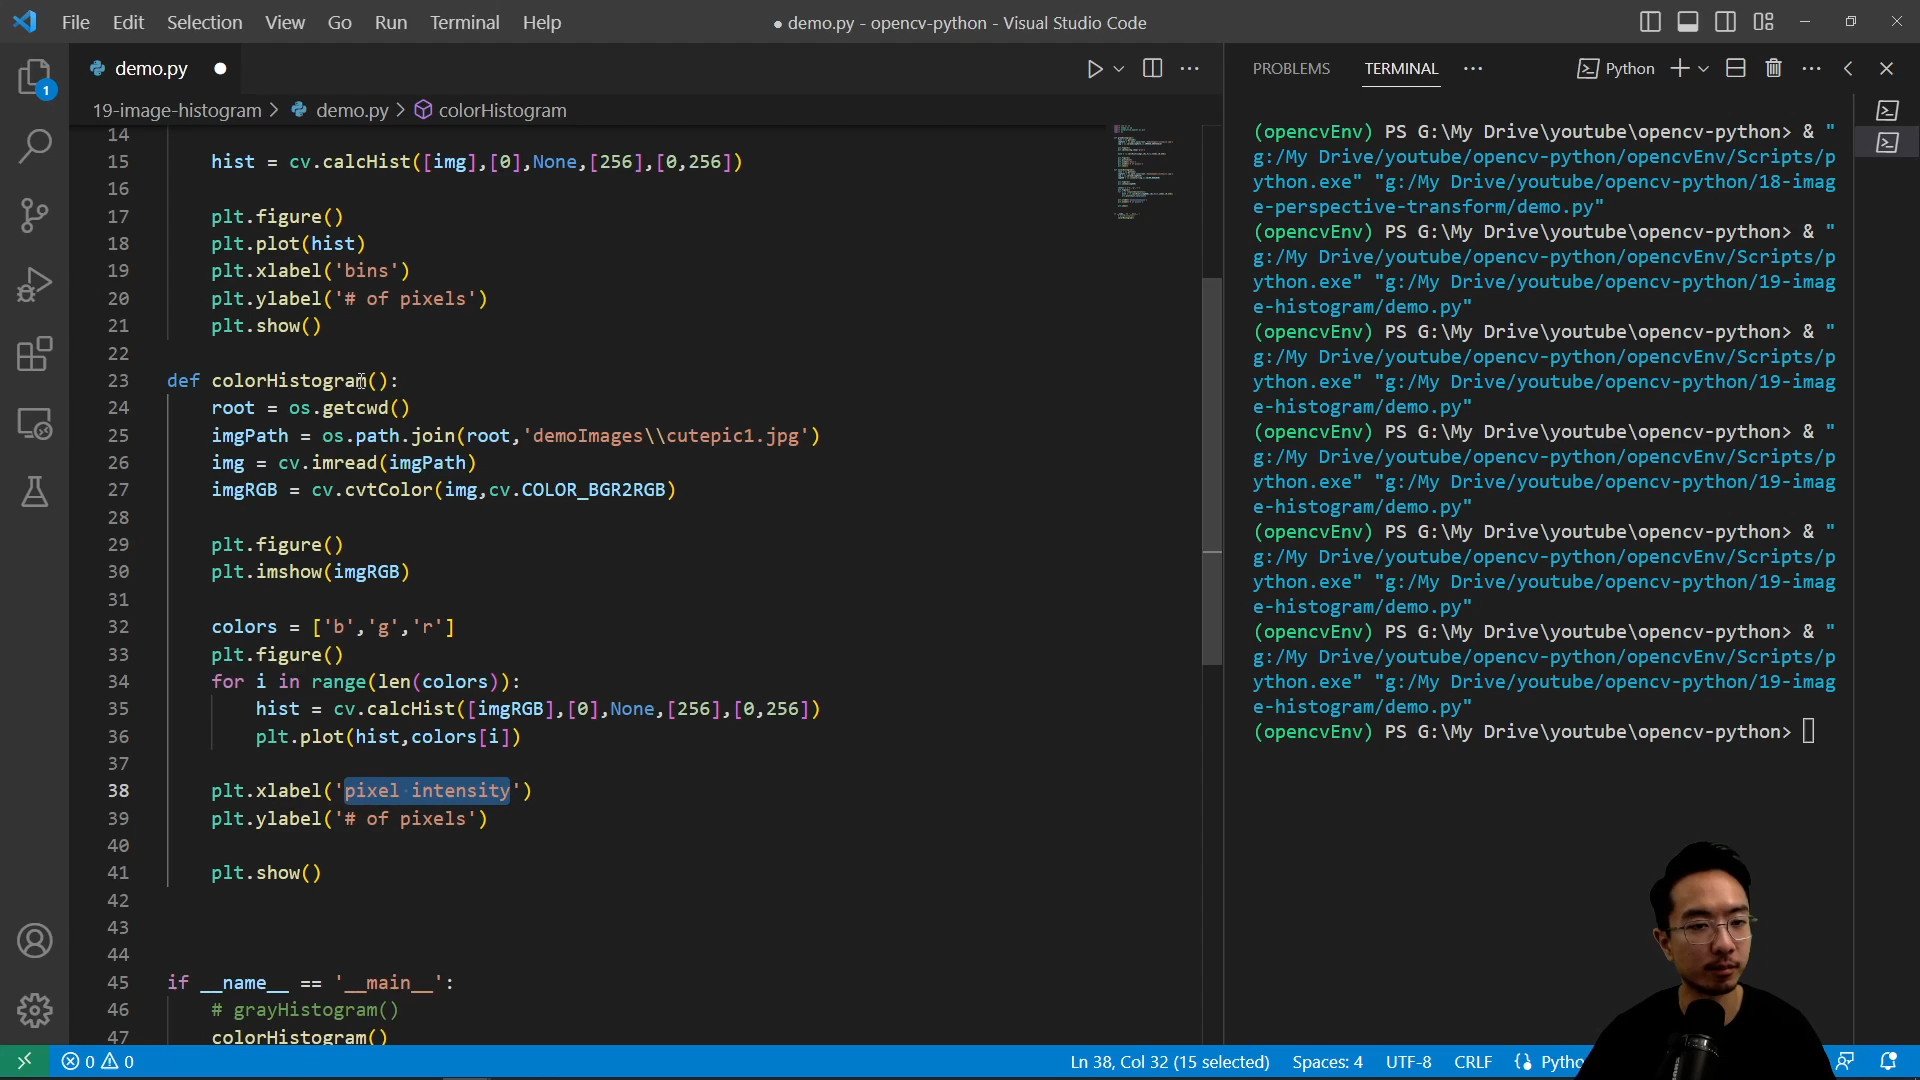 File Edit Selection View Go Run Terminal Help
● demo.py - opencv-python - Visual Studio Code
demo.py
19-image-histogram > demo.py > colorHistogram
14
15 hist = cv.calcHist([img],[0],None,[256],[0,256])
16
17 plt.figure()
18 plt.plot(hist)
19 plt.xlabel('bins')
20 plt.ylabel('# of pixels')
21 plt.show()
22
23 def colorHistogram():
24 root = os.getcwd()
25 imgPath = os.path.join(root,'demoImages\\cutepic1.jpg')
26 img = cv.imread(imgPath)
27 imgRGB = cv.cvtColor(img,cv.COLOR_BGR2RGB)
28
29 plt.figure()
30 plt.imshow(imgRGB)
31
32 colors = ['b','g','r']
33 plt.figure()
34 for i in range(len(colors)):
35 hist = cv.calcHist([imgRGB],[0],None,[256],[0,256])
36 plt.plot(hist,colors[i])
37
38 plt.xlabel('pixel intensity')
39 plt.ylabel('# of pixels')
40
41 plt.show()
42
43
44
45 if __name__ == '__main__':
46 # grayHistogram()
47 colorHistogram()
PROBLEMS TERMINAL ··· Python
(opencvEnv) PS G:\My Drive\youtube\opencv-python> & "
g:/My Drive/youtube/opencv-python/opencvEnv/Scripts/p
ython.exe" "g:/My Drive/youtube/opencv-python/18-imag
e-perspective-transform/demo.py"
(opencvEnv) PS G:\My Drive\youtube\opencv-python> & "
g:/My Drive/youtube/opencv-python/opencvEnv/Scripts/p
ython.exe" "g:/My Drive/youtube/opencv-python/19-imag
e-histogram/demo.py"
(opencvEnv) PS G:\My Drive\youtube\opencv-python> & "
g:/My Drive/youtube/opencv-python/opencvEnv/Scripts/p
ython.exe" "g:/My Drive/youtube/opencv-python/19-imag
e-histogram/demo.py"
(opencvEnv) PS G:\My Drive\youtube\opencv-python> & "
g:/My Drive/youtube/opencv-python/opencvEnv/Scripts/p
ython.exe" "g:/My Drive/youtube/opencv-python/19-imag
e-histogram/demo.py"
(opencvEnv) PS G:\My Drive\youtube\opencv-python> & "
g:/My Drive/youtube/opencv-python/opencvEnv/Scripts/p
ython.exe" "g:/My Drive/youtube/opencv-python/19-imag
e-histogram/demo.py"
(opencvEnv) PS G:\My Drive\youtube\opencv-python> & "
g:/My Drive/youtube/opencv-python/opencvEnv/Scripts/p
ython.exe" "g:/My Drive/youtube/opencv-python/19-imag
e-histogram/demo.py"
(opencvEnv) PS G:\My Drive\youtube\opencv-python>
1
0 0 Ln 38, Col 32 (15 selected) Spaces: 4 UTF-8 CRLF Pytho